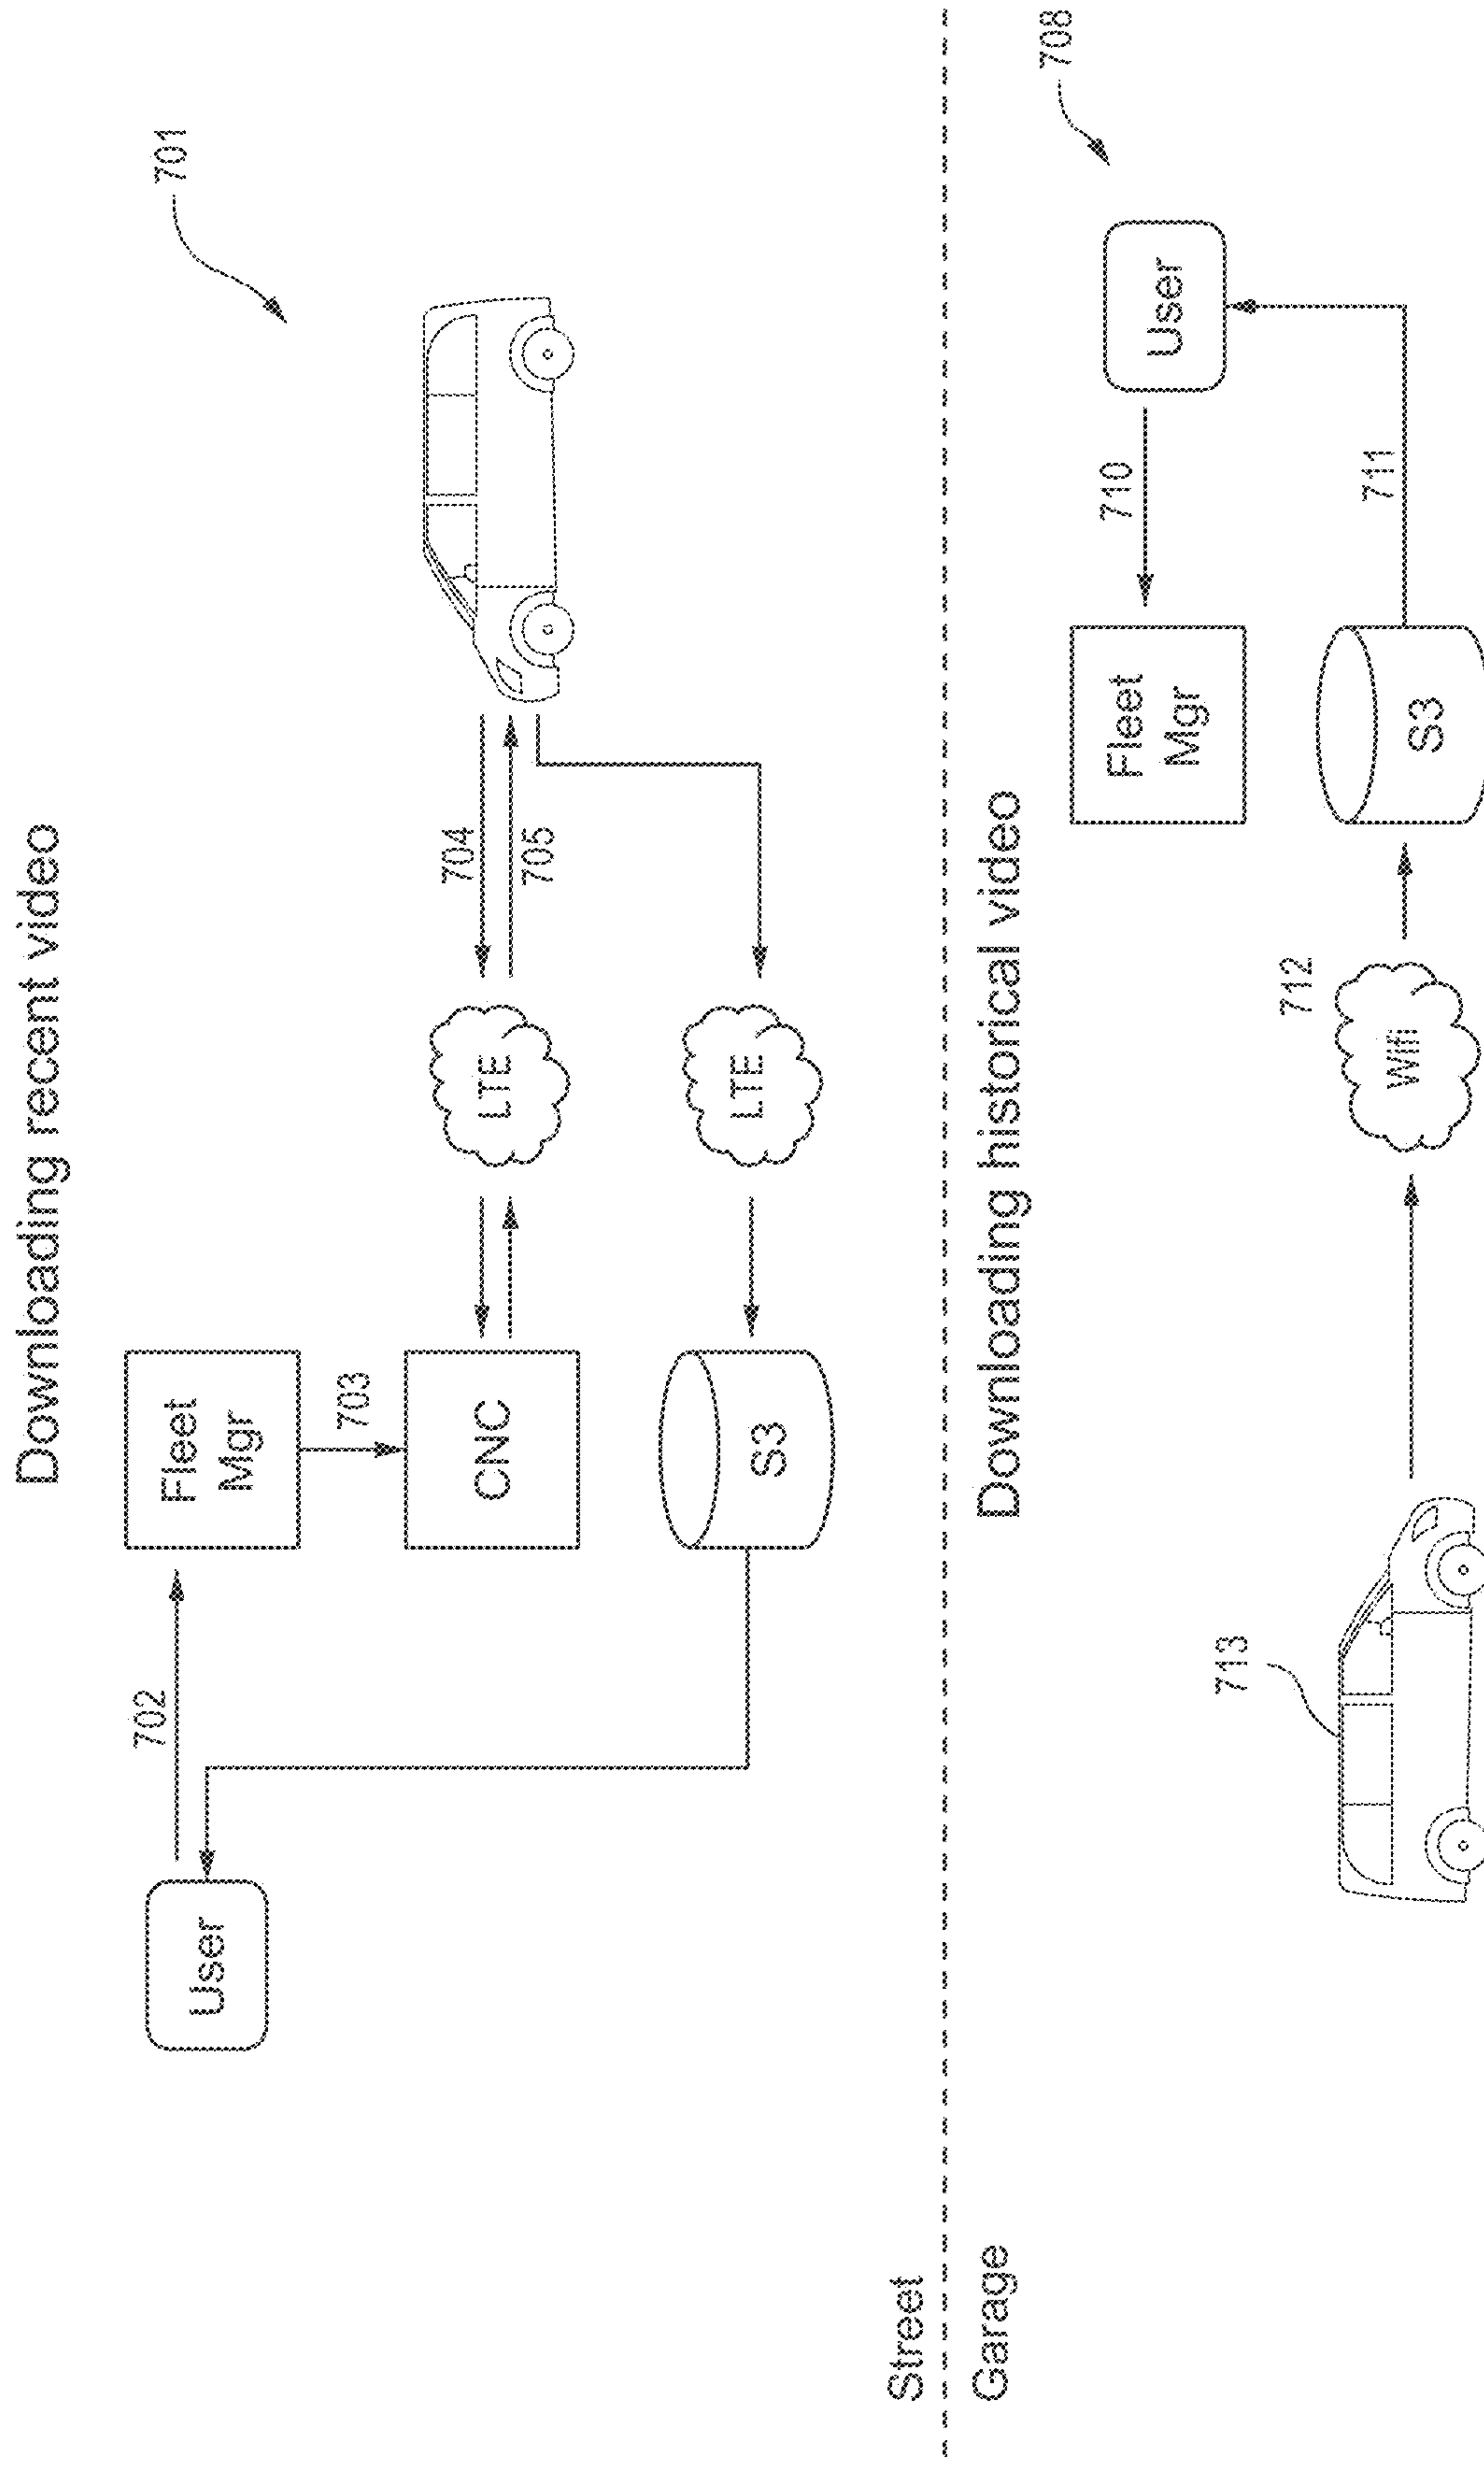 Downloading recent video
701
User
702
Fleet
Mgr
703
CNC
LTE
704
705
S3
LTE
Street
Garage
Downloading historical video
708
713
Wifi
712
S3
711
Fleet
Mgr
710
User